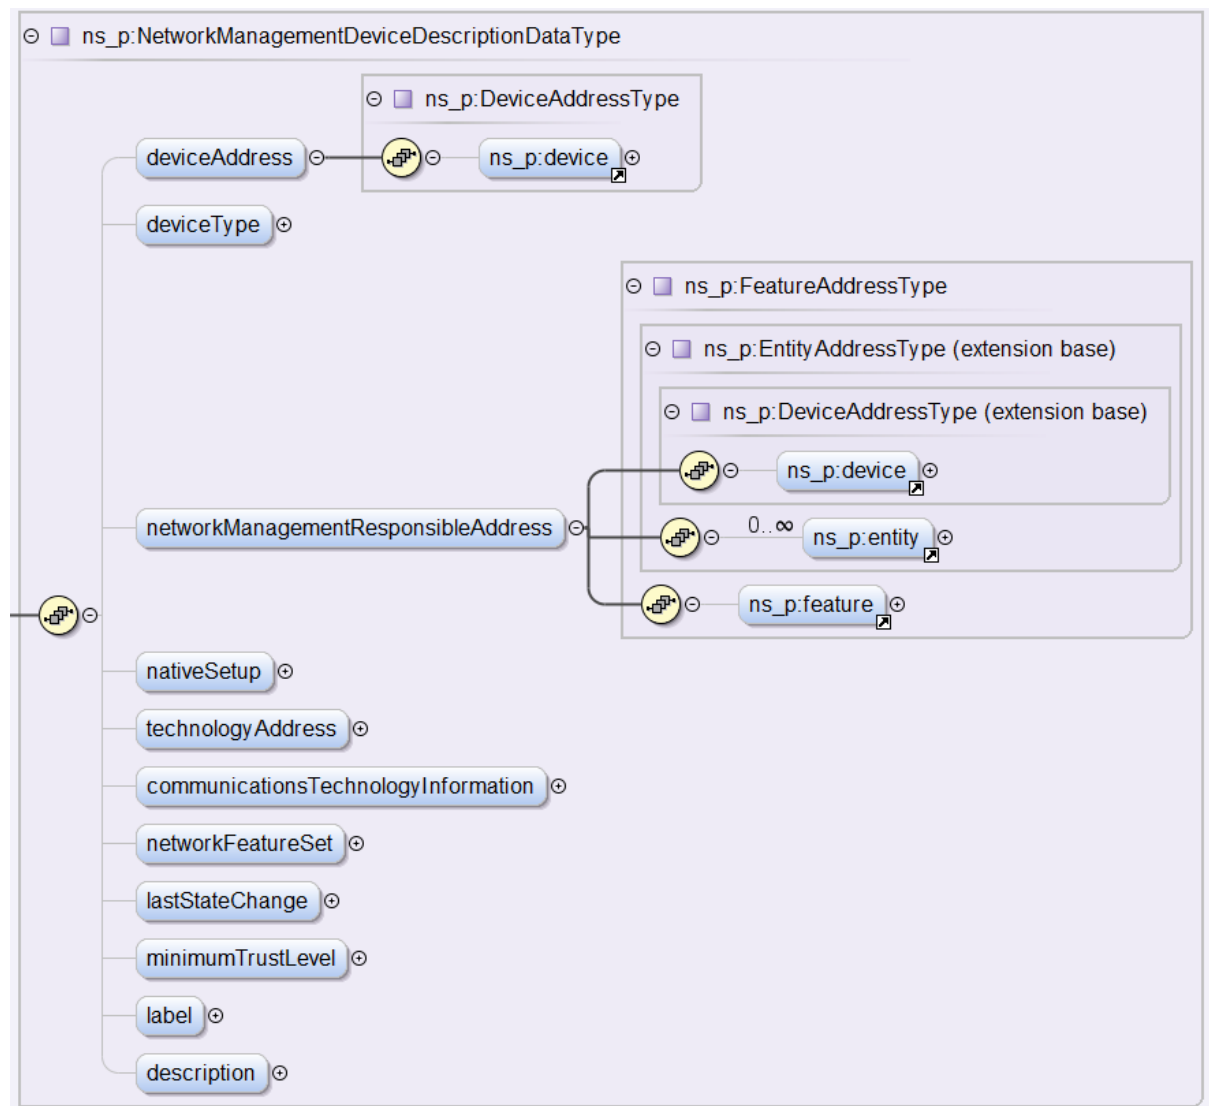 ns_p:NetworkManagementDeviceDescriptionDataType
ns_p:DeviceAddressType
deviceAddress
ns_p:device
deviceType
ns_p:FeatureAddressType
ns_p:EntityAddressType (extension base)
ns_p:DeviceAddressType (extension base)
ns_p:device
networkManagementResponsibleAddress
0..∞
ns_p:entity
ns_p:feature
nativeSetup
technologyAddress
communicationsTechnologyInformation
networkFeatureSet
lastStateChange
minimumTrustLevel
label
description